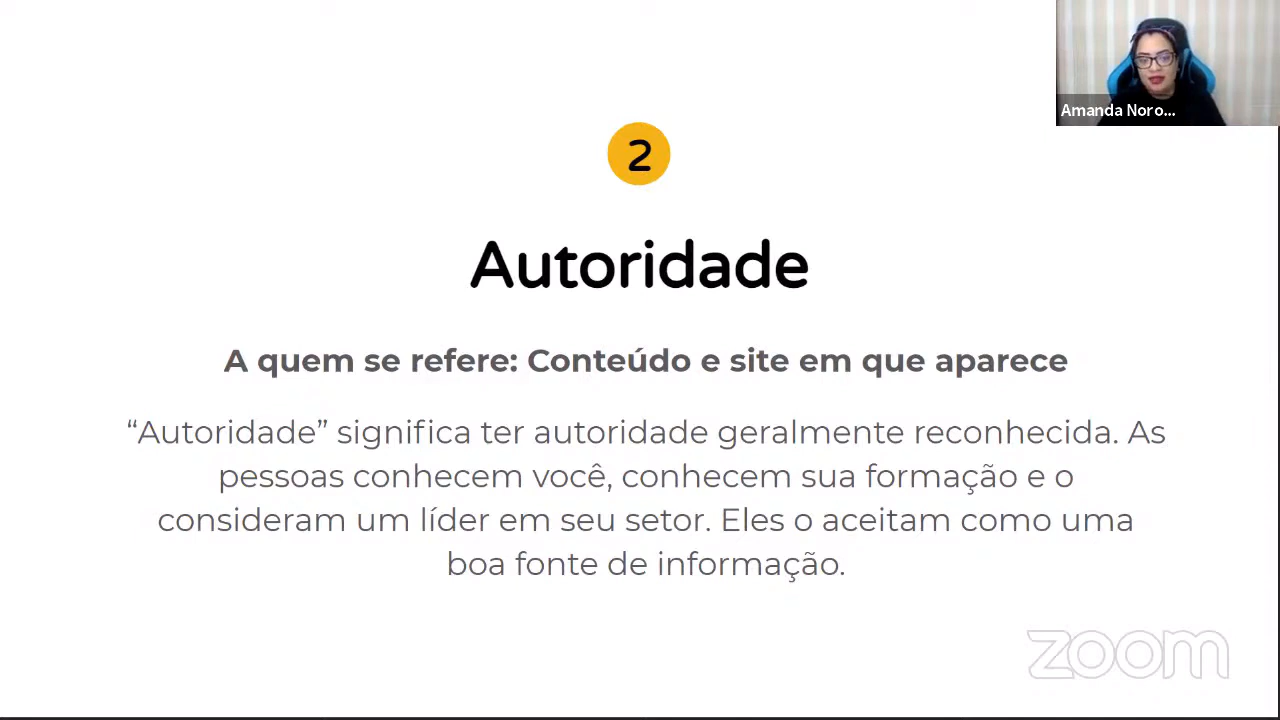 Amanda Noro...
2
Autoridade
A quem se refere: Conteúdo e site em que aparece
“Autoridade” significa ter autoridade geralmente reconhecida. As
pessoas conhecem você, conhecem sua formação e o
consideram um líder em seu setor. Eles o aceitam como uma
boa fonte de informação.
zoom